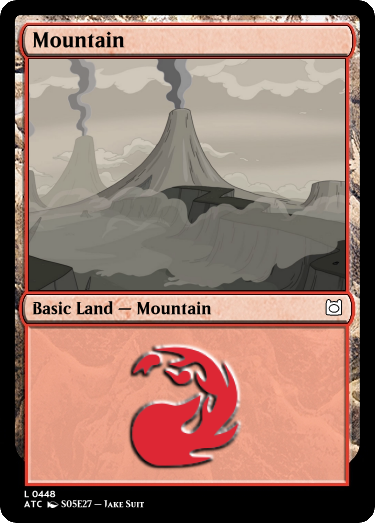 Mountain
Basic Land — Mountain
L 0448
ATC S05E27 – Jake Suit